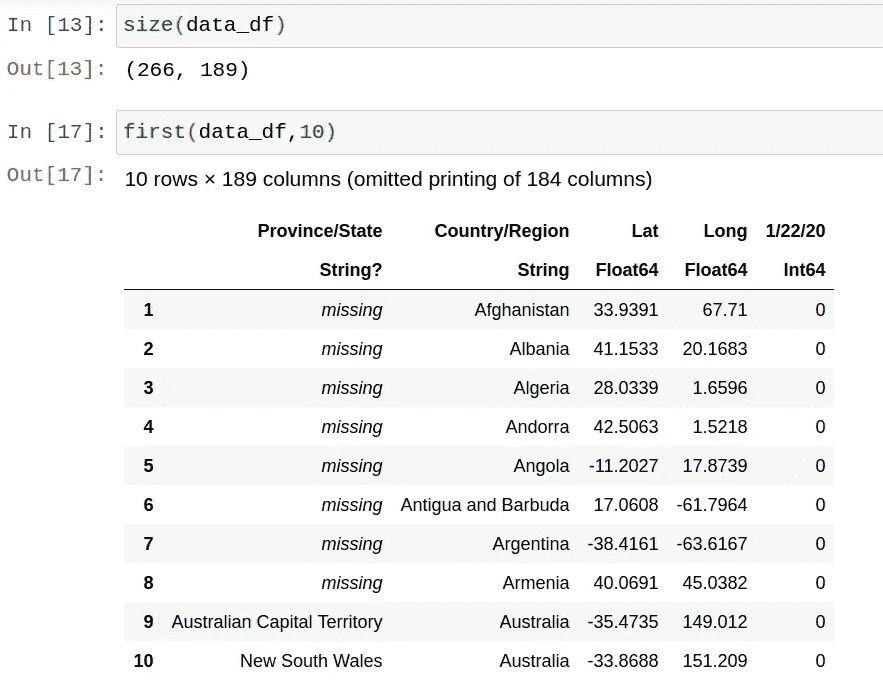 In [13]: size(data_df)
Out[13]: (266, 189)
In [17]: first(data_df,10)
Out[17]: 10 rows × 189 columns (omitted printing of 184 columns)
Province/State Country/Region Lat Long 1/22/20
String? String Float64 Float64 Int64
1 missing Afghanistan 33.9391 67.71 0
2 missing Albania 41.1533 20.1683 0
3 missing Algeria 28.0339 1.6596 0
4 missing Andorra 42.5063 1.5218 0
5 missing Angola -11.2027 17.8739 0
6 missing Antigua and Barbuda 17.0608 -61.7964 0
7 missing Argentina -38.4161 -63.6167 0
8 missing Armenia 40.0691 45.0382 0
9 Australian Capital Territory Australia -35.4735 149.012 0
10 New South Wales Australia -33.8688 151.209 0